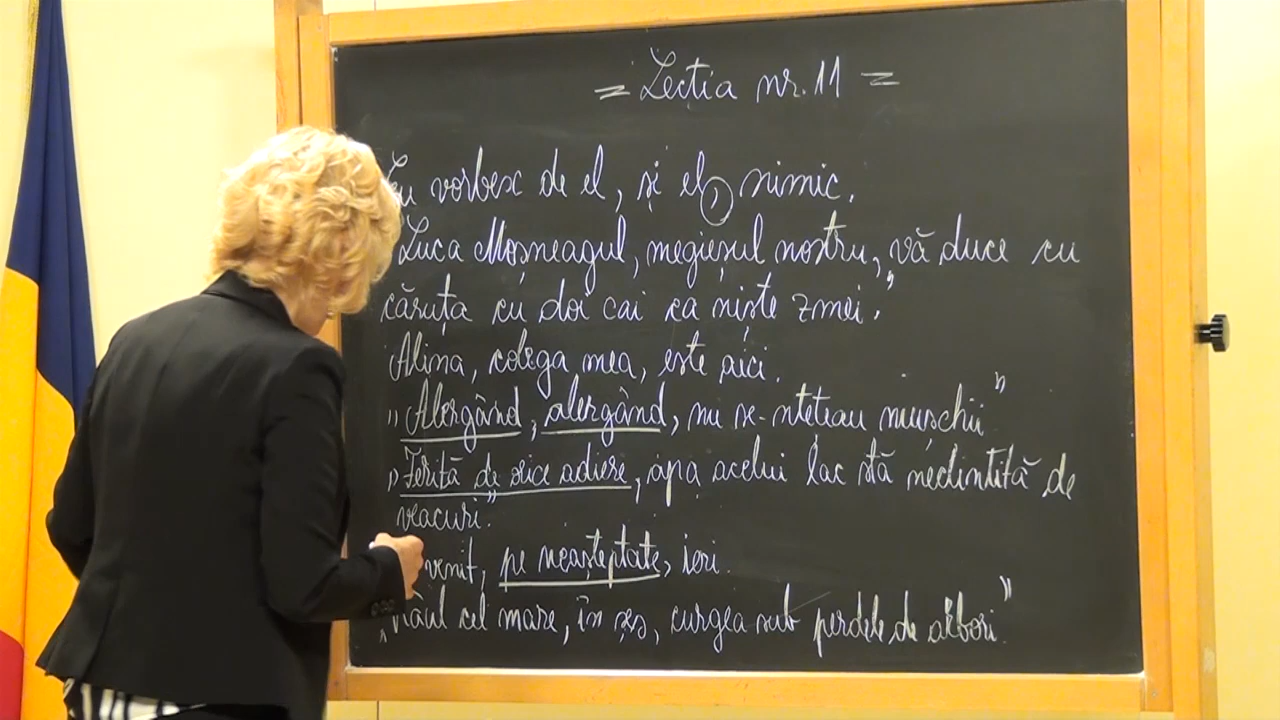 = Lecția nr. 11 =
Eu vorbesc de el, și el, nimic.
Luca Moșneagul, megieșul nostru, vă duce cu
căruța cu doi cai ca niște zmei."
Alina, colega mea, este aici.
„Alergând, alergând, nu se-ntețeau mușchii"
„Ferită de orice adiere, apa acelui lac stă neclintită de
veacuri."
venit, pe neașteptate, ieri.
„Râul cel mare, în șes, curgea sub perdele de arbori"